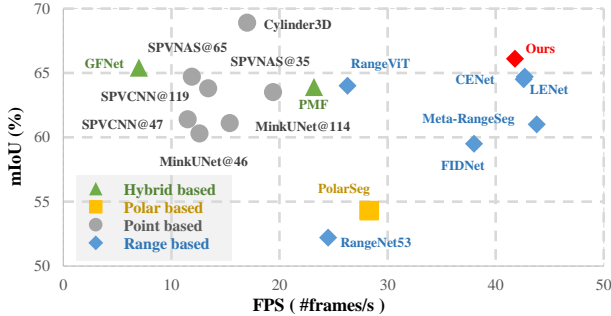 70
Cylinder3D
SPVNAS@65
Ours
GFNet
SPVNAS@35
RangeViT
65
CENet
LENet
SPVCNN@119
PMF
SPVCNN@47
MinkUNet@114
Meta-RangeSeg
60
MinkUNet@46
FIDNet
mIoU (%)
Hybrid based
PolarSeg
Polar based
55
Point based
Range based
RangeNet53
50
0
10
20
30
40
50
FPS ( #frames/s )